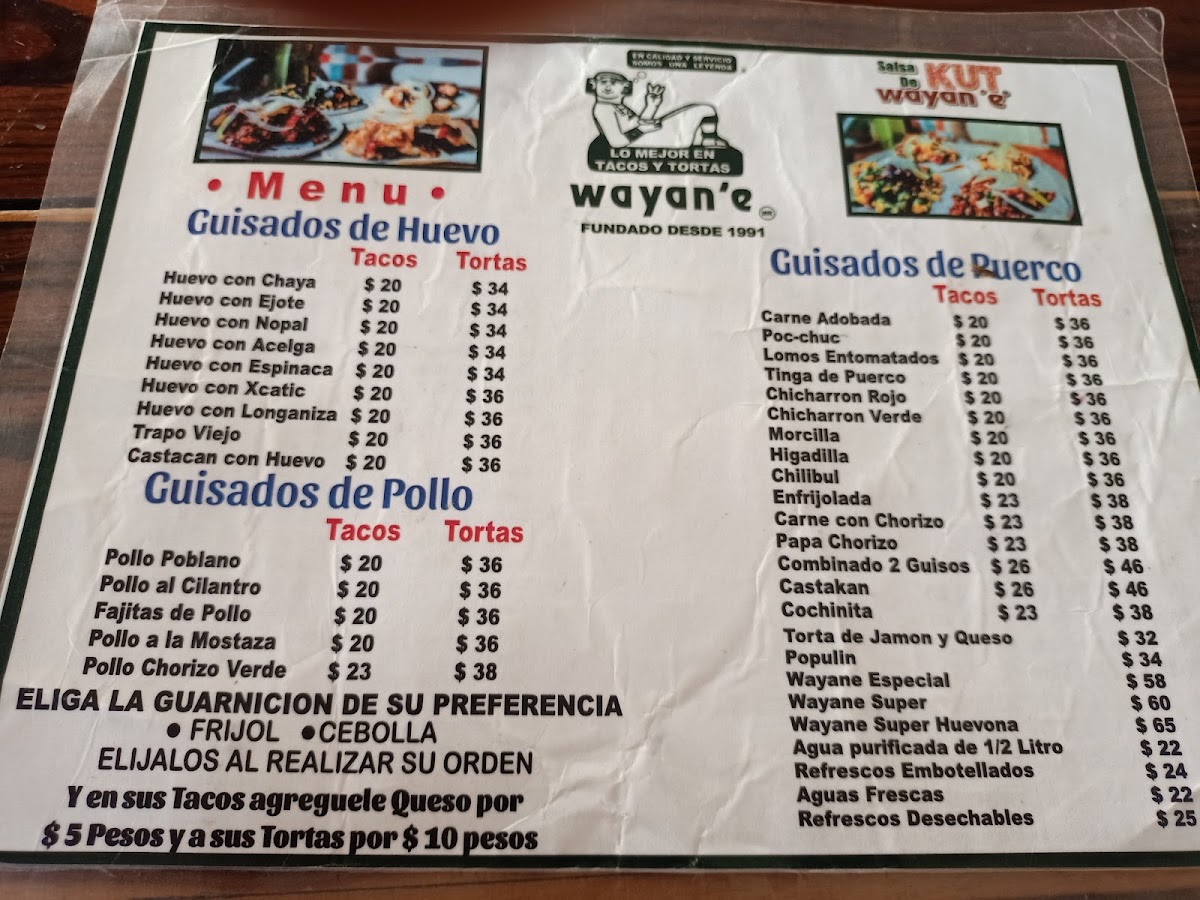 EN CALIDAD Y SERVICIO
SOMOS UNA LEYENDA
LO MEJOR EN
TACOS Y TORTAS
wayan'e
FUNDADO DESDE 1991
Salsa
De
KUT
wayan'e'
• Menu •
Guisados de Huevo
Tacos Tortas
Huevo con Chaya $ 20 $ 34
Huevo con Ejote $ 20 $ 34
Huevo con Nopal $ 20 $ 34
Huevo con Acelga $ 20 $ 34
Huevo con Espinaca $ 20 $ 34
Huevo con Xcatic $ 20 $ 36
Huevo con Longaniza $ 20 $ 36
Trapo Viejo $ 20 $ 36
Castacan con Huevo $ 20 $ 36
Guisados de Pollo
Tacos Tortas
Pollo Poblano $ 20 $ 36
Pollo al Cilantro $ 20 $ 36
Fajitas de Pollo $ 20 $ 36
Pollo a la Mostaza $ 20 $ 36
Pollo Chorizo Verde $ 23 $ 38
ELIGA LA GUARNICION DE SU PREFERENCIA
• FRIJOL • CEBOLLA
ELIJALOS AL REALIZAR SU ORDEN
Y en sus Tacos agreguele Queso por
$ 5 Pesos y a sus Tortas por $ 10 pesos
Guisados de Puerco
Tacos Tortas
Carne Adobada $ 20 $ 36
Poc-chuc $ 20 $ 36
Lomos Entomatados $ 20 $ 36
Tinga de Puerco $ 20 $ 36
Chicharron Rojo $ 20 $ 36
Chicharron Verde $ 20 $ 36
Morcilla $ 20 $ 36
Higadilla $ 20 $ 36
Chilibul $ 20 $ 36
Enfrijolada $ 23 $ 38
Carne con Chorizo $ 23 $ 38
Papa Chorizo $ 23 $ 38
Combinado 2 Guisos $ 26 $ 46
Castakan $ 26 $ 46
Cochinita $ 23 $ 38
Torta de Jamon y Queso $ 32
Populin $ 34
Wayane Especial $ 58
Wayane Super $ 60
Wayane Super Huevona $ 65
Agua purificada de 1/2 Litro $ 22
Refrescos Embotellados $ 24
Aguas Frescas $ 22
Refrescos Desechables $ 25